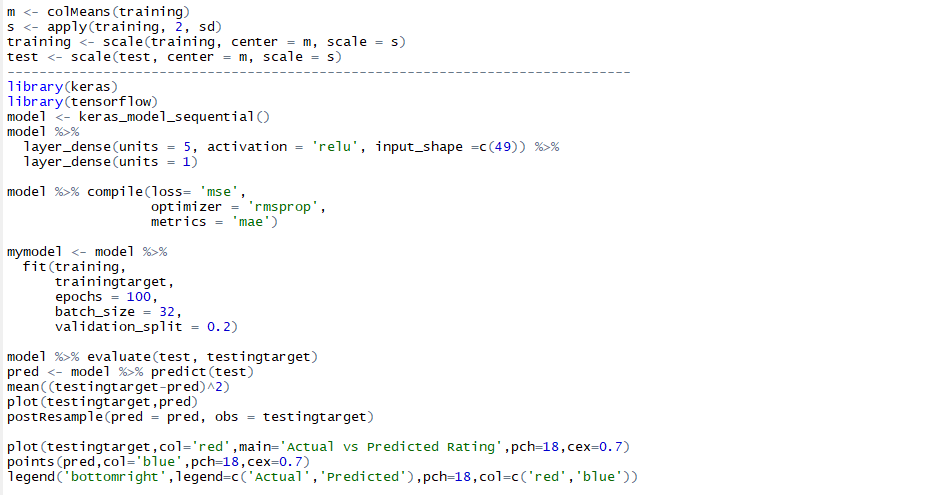 m <- colMeans(training)
s <- apply(training, 2, sd)
training <- scale(training, center = m, scale = s)
test <- scale(test, center = m, scale = s)
------------------------------------------------------------------------------
library(keras)
library(tensorflow)
model <- keras_model_sequential()
model %>%
  layer_dense(units = 5, activation = 'relu', input_shape =c(49)) %>%
  layer_dense(units = 1)

model %>% compile(loss= 'mse',
                  optimizer = 'rmsprop',
                  metrics = 'mae')

mymodel <- model %>%
  fit(training,
      trainingtarget,
      epochs = 100,
      batch_size = 32,
      validation_split = 0.2)

model %>% evaluate(test, testingtarget)
pred <- model %>% predict(test)
mean((testingtarget-pred)^2)
plot(testingtarget,pred)
postResample(pred = pred, obs = testingtarget)

plot(testingtarget,col='red',main='Actual vs Predicted Rating',pch=18,cex=0.7)
points(pred,col='blue',pch=18,cex=0.7)
legend('bottomright',legend=c('Actual','Predicted'),pch=18,col=c('red','blue'))